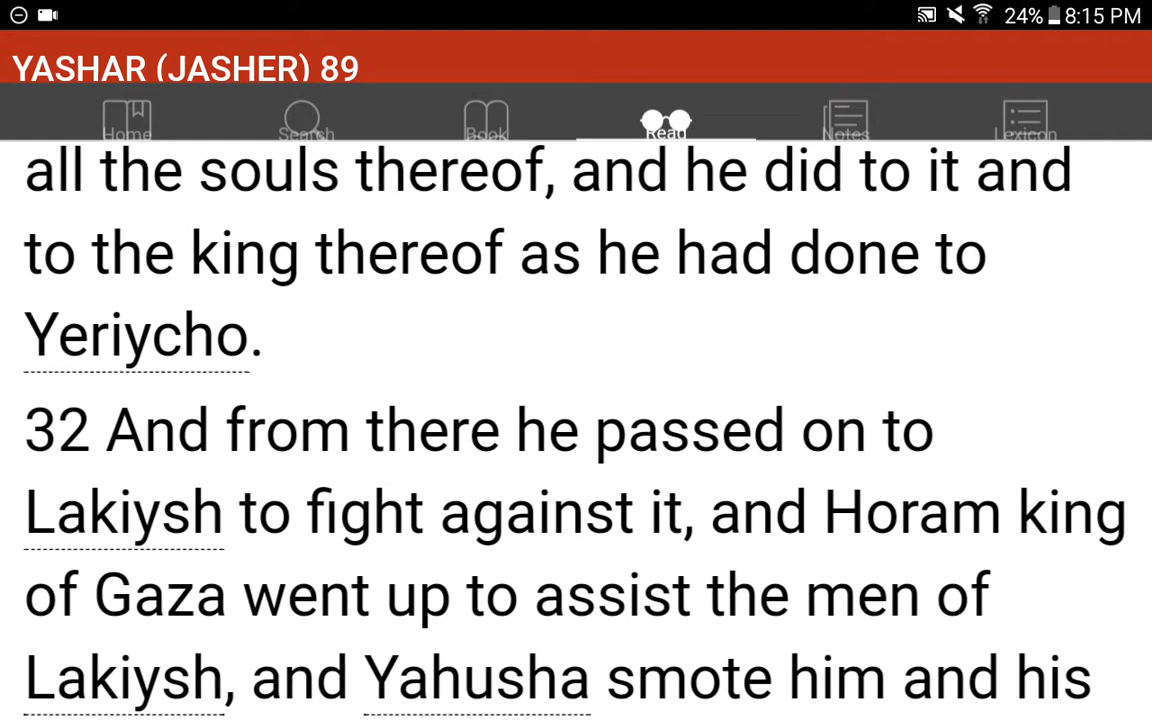 24% 8:15 PM
YASHAR (JASHER) 89
Home Search Book Read Notes Lexicon
all the souls thereof, and he did to it and
to the king thereof as he had done to
Yeriycho.
32 And from there he passed on to
Lakiysh to fight against it, and Horam king
of Gaza went up to assist the men of
Lakiysh, and Yahusha smote him and his